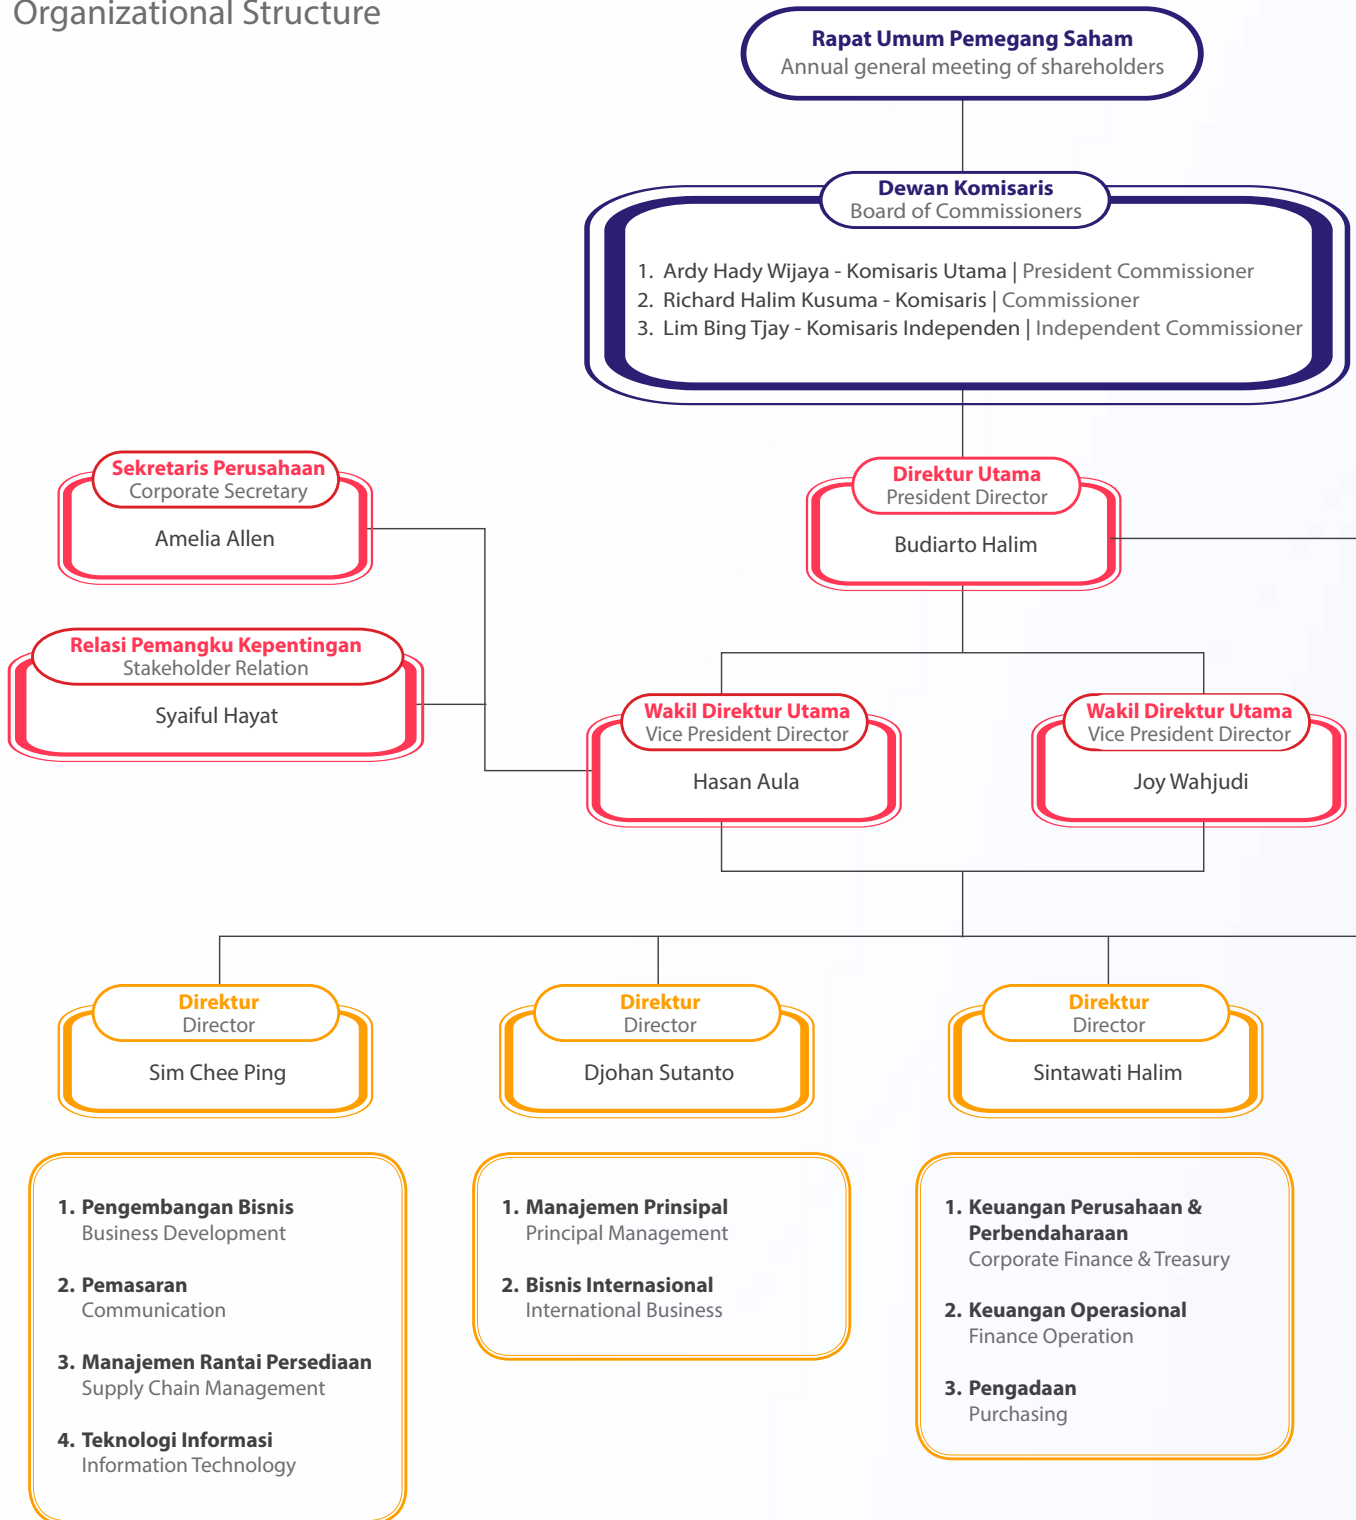 Organizational Structure
Rapat Umum Pemegang Saham
Annual general meeting of shareholders
Dewan Komisaris
Board of Commissioners
1. Ardy Hady Wijaya - Komisaris Utama | President Commissioner
2. Richard Halim Kusuma - Komisaris | Commissioner
3. Lim Bing Tjay - Komisaris Independen | Independent Commissioner
Sekretaris Perusahaan
Corporate Secretary
Amelia Allen
Direktur Utama
President Director
Budiarto Halim
Relasi Pemangku Kepentingan
Stakeholder Relation
Syaiful Hayat
Wakil Direktur Utama
Vice President Director
Hasan Aula
Wakil Direktur Utama
Vice President Director
Joy Wahjudi
Direktur
Director
Sim Chee Ping
Direktur
Director
Djohan Sutanto
Direktur
Director
Sintawati Halim
1. Pengembangan Bisnis
Business Development
2. Pemasaran
Communication
3. Manajemen Rantai Persediaan
Supply Chain Management
4. Teknologi Informasi
Information Technology
1. Manajemen Prinsipal
Principal Management
2. Bisnis Internasional
International Business
1. Keuangan Perusahaan &
Perbendaharaan
Corporate Finance & Treasury
2. Keuangan Operasional
Finance Operation
3. Pengadaan
Purchasing